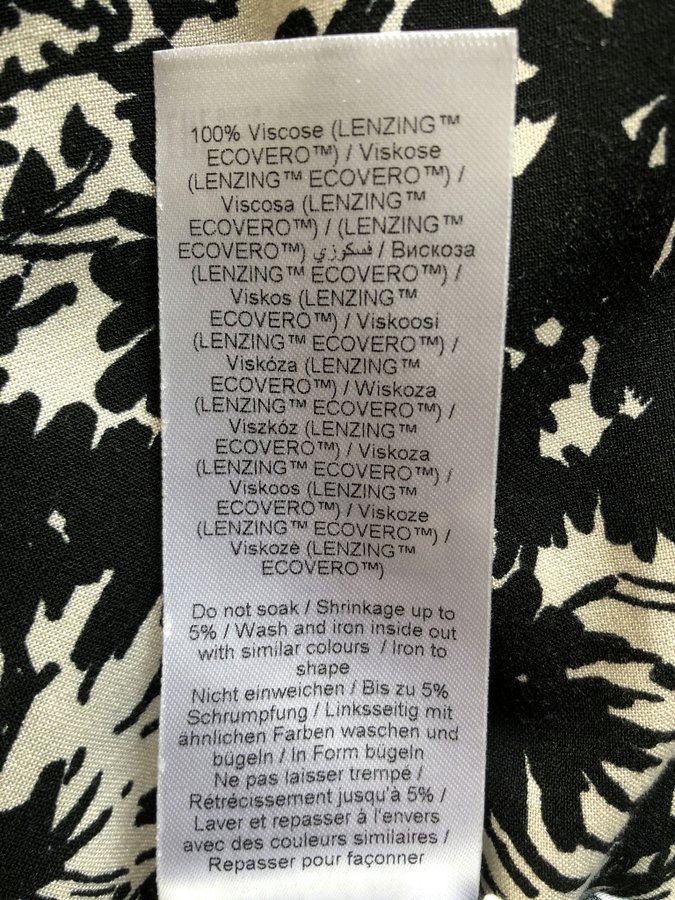 100% Viscose (LENZING™
ECOVERO™) / Viskose
(LENZING™ ECOVERO™) /
Viscosa (LENZING™
ECOVERO™) / (LENZING™
ECOVERO™) فسكوزي / Вискоза
(LENZING™ ECOVERO™) /
Viskos (LENZING™
ECOVERO™) / Viskoosi
(LENZING™ ECOVERO™) /
Viskóza (LENZING™
ECOVERO™) / Wiskoza
(LENZING™ ECOVERO™) /
Viszkóz (LENZING™
ECOVERO™) / Viskoza
(LENZING™ ECOVERO™) /
Viskoos (LENZING™
ECOVERO™) / Viskoze
(LENZING™ ECOVERO™) /
Viskozė (LENZING™
ECOVERO™)
Do not soak / Shrinkage up to
5% / Wash and iron inside out
with similar colours / Iron to
shape
Nicht einweichen / Bis zu 5%
Schrumpfung / Linksseitig mit
ähnlichen Farben waschen und
bügeln / In Form bügeln
Ne pas laisser trempé /
Rétrécissement jusqu'à 5% /
Laver et repasser à l'envers
avec des couleurs similaires /
Repasser pour façonner